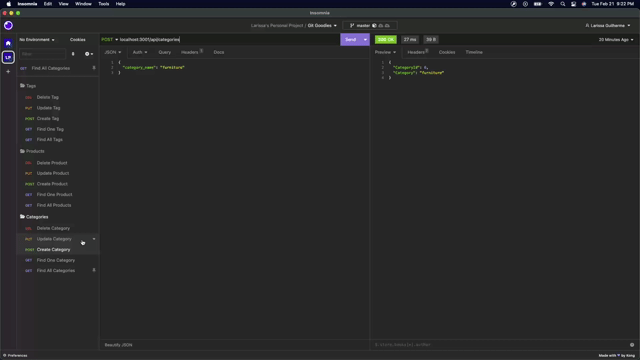 Insomnia Application Edit View Window Tools Help
Tue Feb 21 9:22 PM
Insomnia
Larissa's Personal Project / Git Goodies
master
Larissa Guilherme
No Environment
Cookies
POST localhost:3001/api/categories
Send
200 OK
27 ms
39 B
20 Minutes Ago
Filter
JSON
Auth
Query
Headers
Docs
Preview
Headers
Cookies
Timeline
GET Find All Categories
1 {
2 "category_name": "furniture"
3 }
1 {
2 "CategoryId": 6,
3 "Category": "furniture"
4 }
Tags
DEL Delete Tag
PUT Update Tag
POST Create Tag
GET Find One Tag
GET Find All Tags
Products
DEL Delete Product
PUT Update Product
POST Create Product
GET Find One Product
GET Find All Products
Categories
DEL Delete Category
PUT Update Category
POST Create Category
GET Find One Category
GET Find All Categories
Beautify JSON
$.store.books[*].author
Preferences
Made with ♥ by Kong